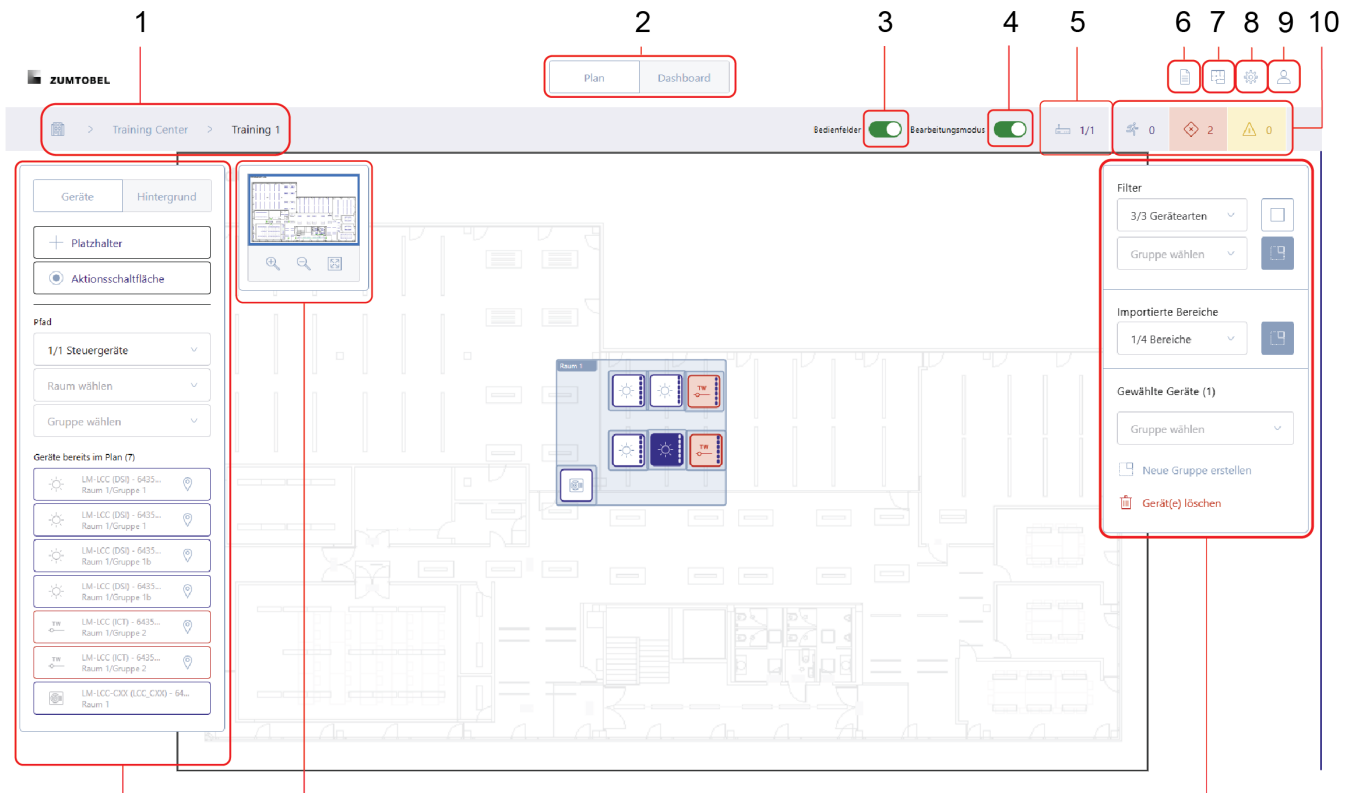 1 2 3 4 5 6 7 8 9 10
ZUMTOBEL
Plan Dashboard
> Training Center > Training 1
Bedienfelder Bearbeitungsmodus 1/1 0 2 0
Geräte Hintergrund
Platzhalter
Aktionsschaltfläche
Pfad
1/1 Steuergeräte
Raum wählen
Gruppe wählen
Geräte bereits im Plan (7)
LM-LCC (DSI) - 6435...
Raum 1/Gruppe 1
LM-LCC (DSI) - 6435...
Raum 1/Gruppe 1
LM-LCC (DSI) - 6435...
Raum 1/Gruppe 1b
LM-LCC (DSI) - 6435...
Raum 1/Gruppe 1b
TW LM-LCC (ICT) - 6435...
Raum 1/Gruppe 2
TW LM-LCC (ICT) - 6435...
Raum 1/Gruppe 2
LM-LCC-CXX (LCC_CXX) - 64...
Raum 1
Raum 1
TW
TW
Filter
3/3 Gerätearten
Gruppe wählen
Importierte Bereiche
1/4 Bereiche
Gewählte Geräte (1)
Gruppe wählen
Neue Gruppe erstellen
Gerät(e) löschen